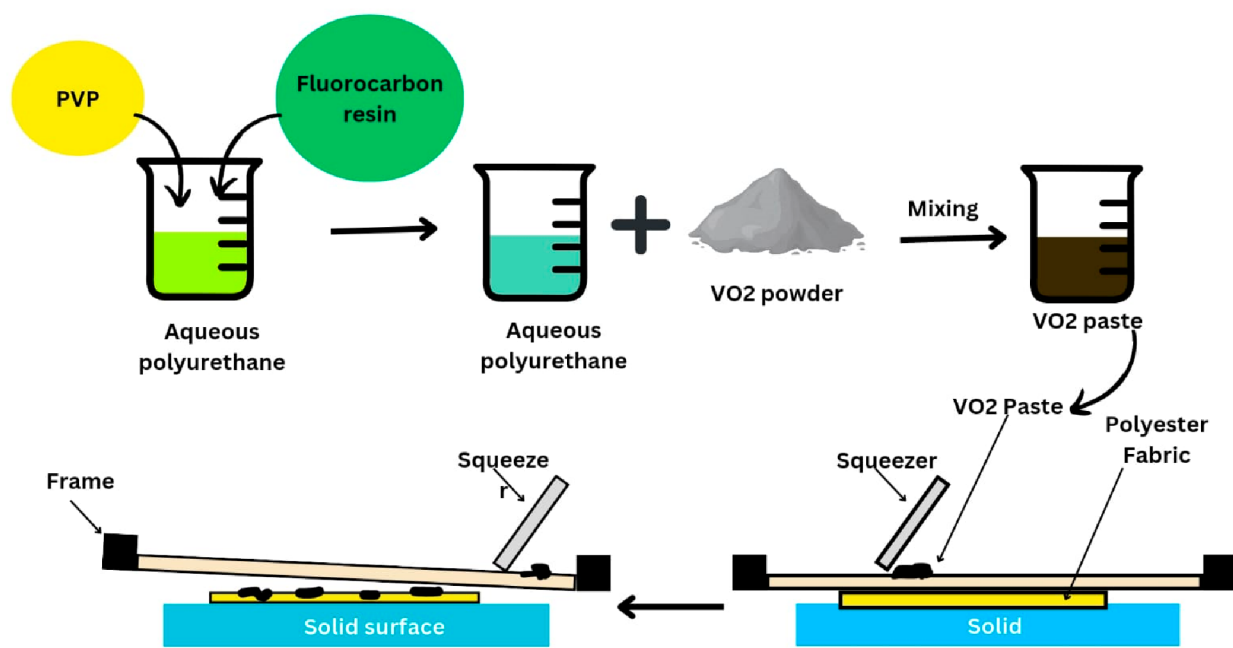 PVP
Fluorocarbon
resin
Mixing
VO2 powder
VO2 paste
Aqueous
polyurethane
Aqueous
polyurethane
VO2 Paste
Polyester
Fabric
Squeezer
Solid
Frame
Squeeze
r
Solid surface